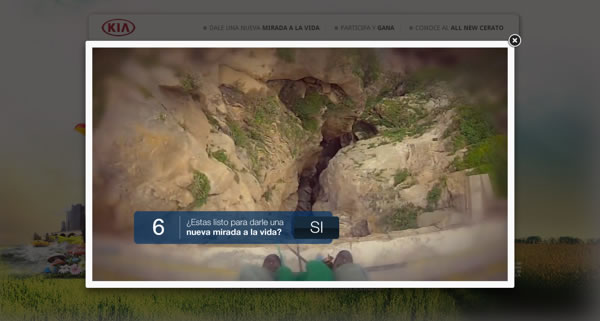 KIA
DALE UNA NUEVA MIRADA A LA VIDA
PARTICIPA Y GANA
CONOCE AL ALL NEW CERATO
6
¿Estas listo para darle una
nueva mirada a la vida?
SI